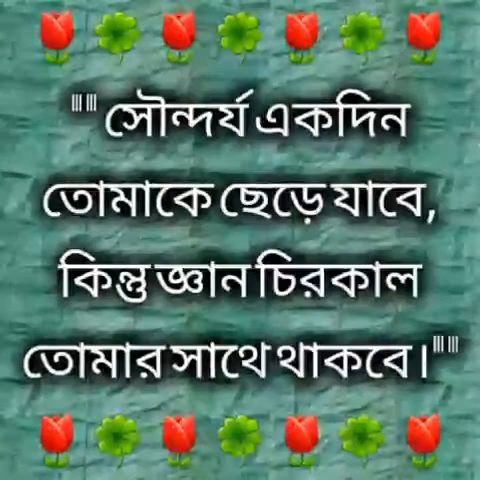 ""সৌন্দর্য একদিন
তোমাকে ছেড়ে যাবে,
কিন্তু জ্ঞান চিরকাল
তোমার সাথে থাকবে।""